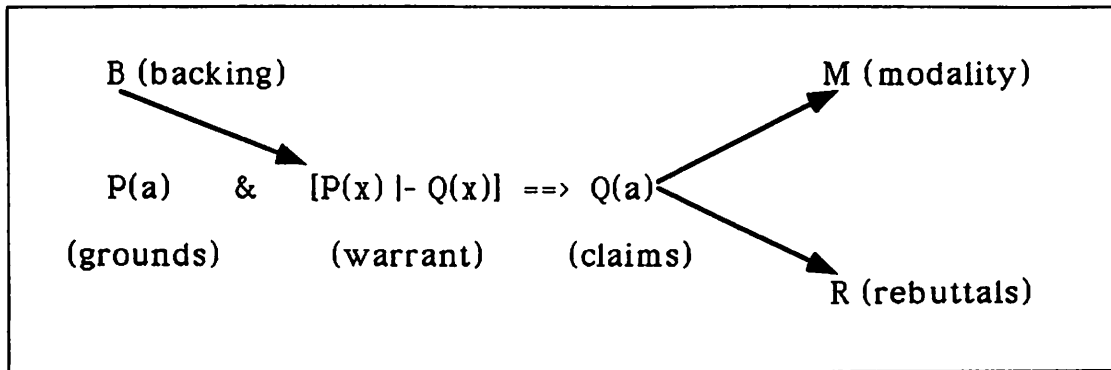 B (backing) M (modality)
P(a) & [P(x) |- Q(x)] ==> Q(a)
(grounds) (warrant) (claims)
R (rebuttals)